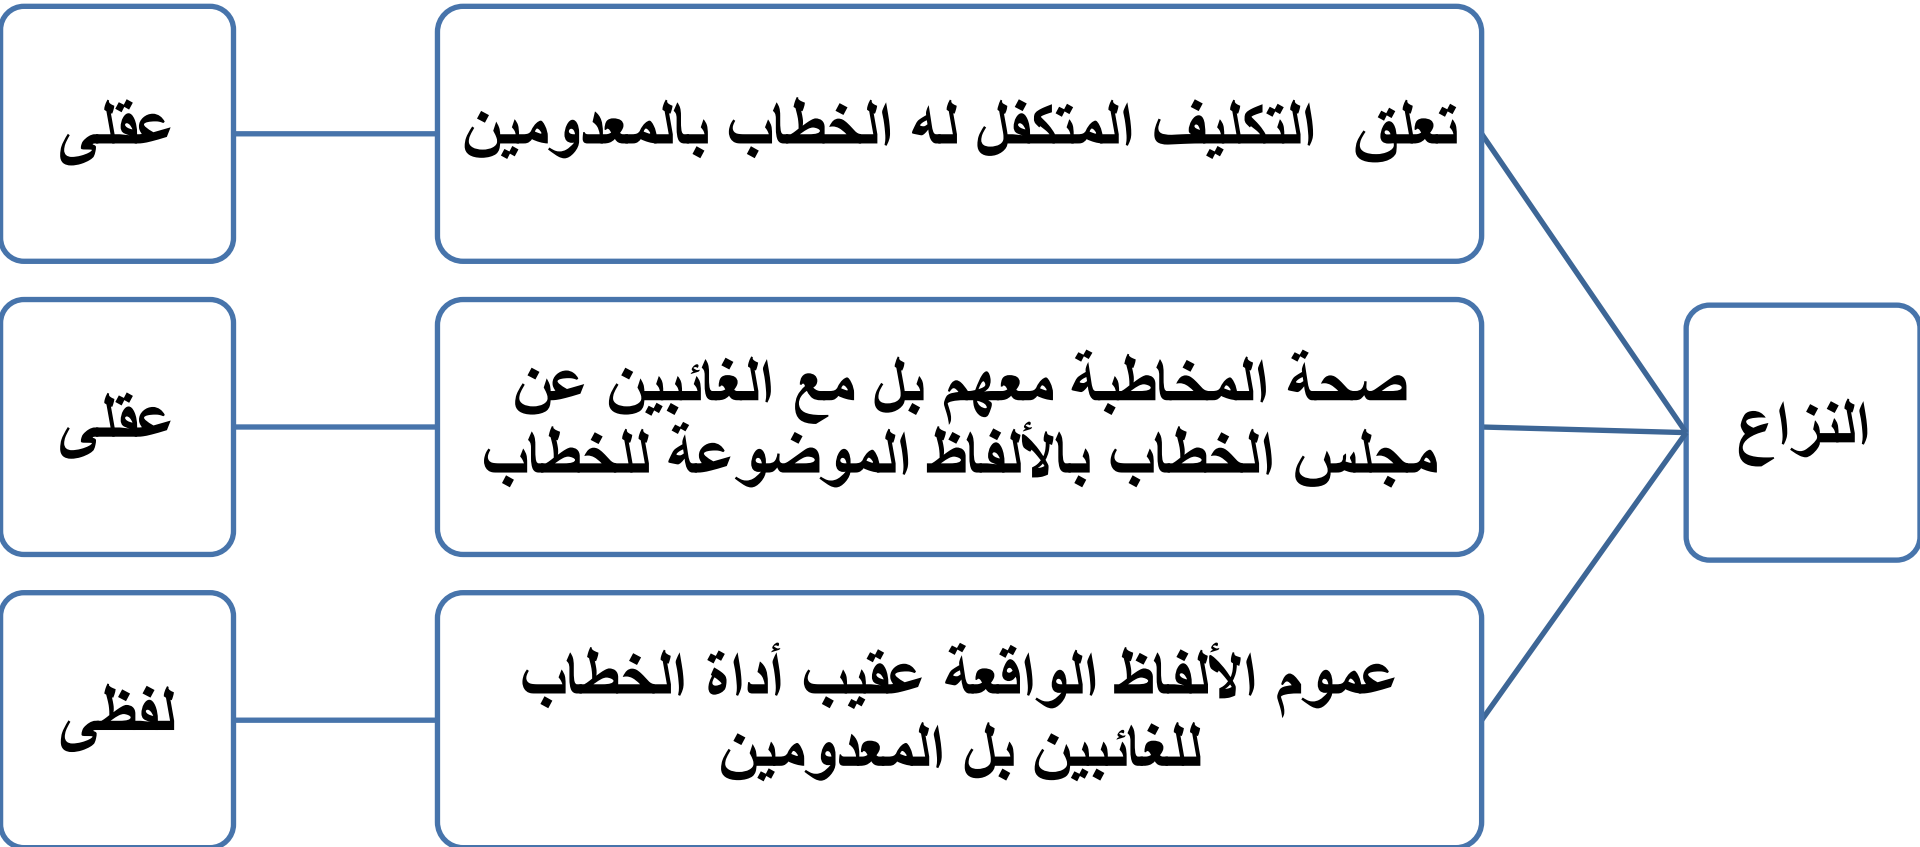 النزاع
تعلق التكليف المتكفل له الخطاب بالمعدومين
عقلى
صحة المخاطبة معهم بل مع الغائبين عن
مجلس الخطاب بالألفاظ الموضوعة للخطاب
عقلى
عموم الألفاظ الواقعة عقيب أداة الخطاب
للغائبين بل المعدومين
لفظى